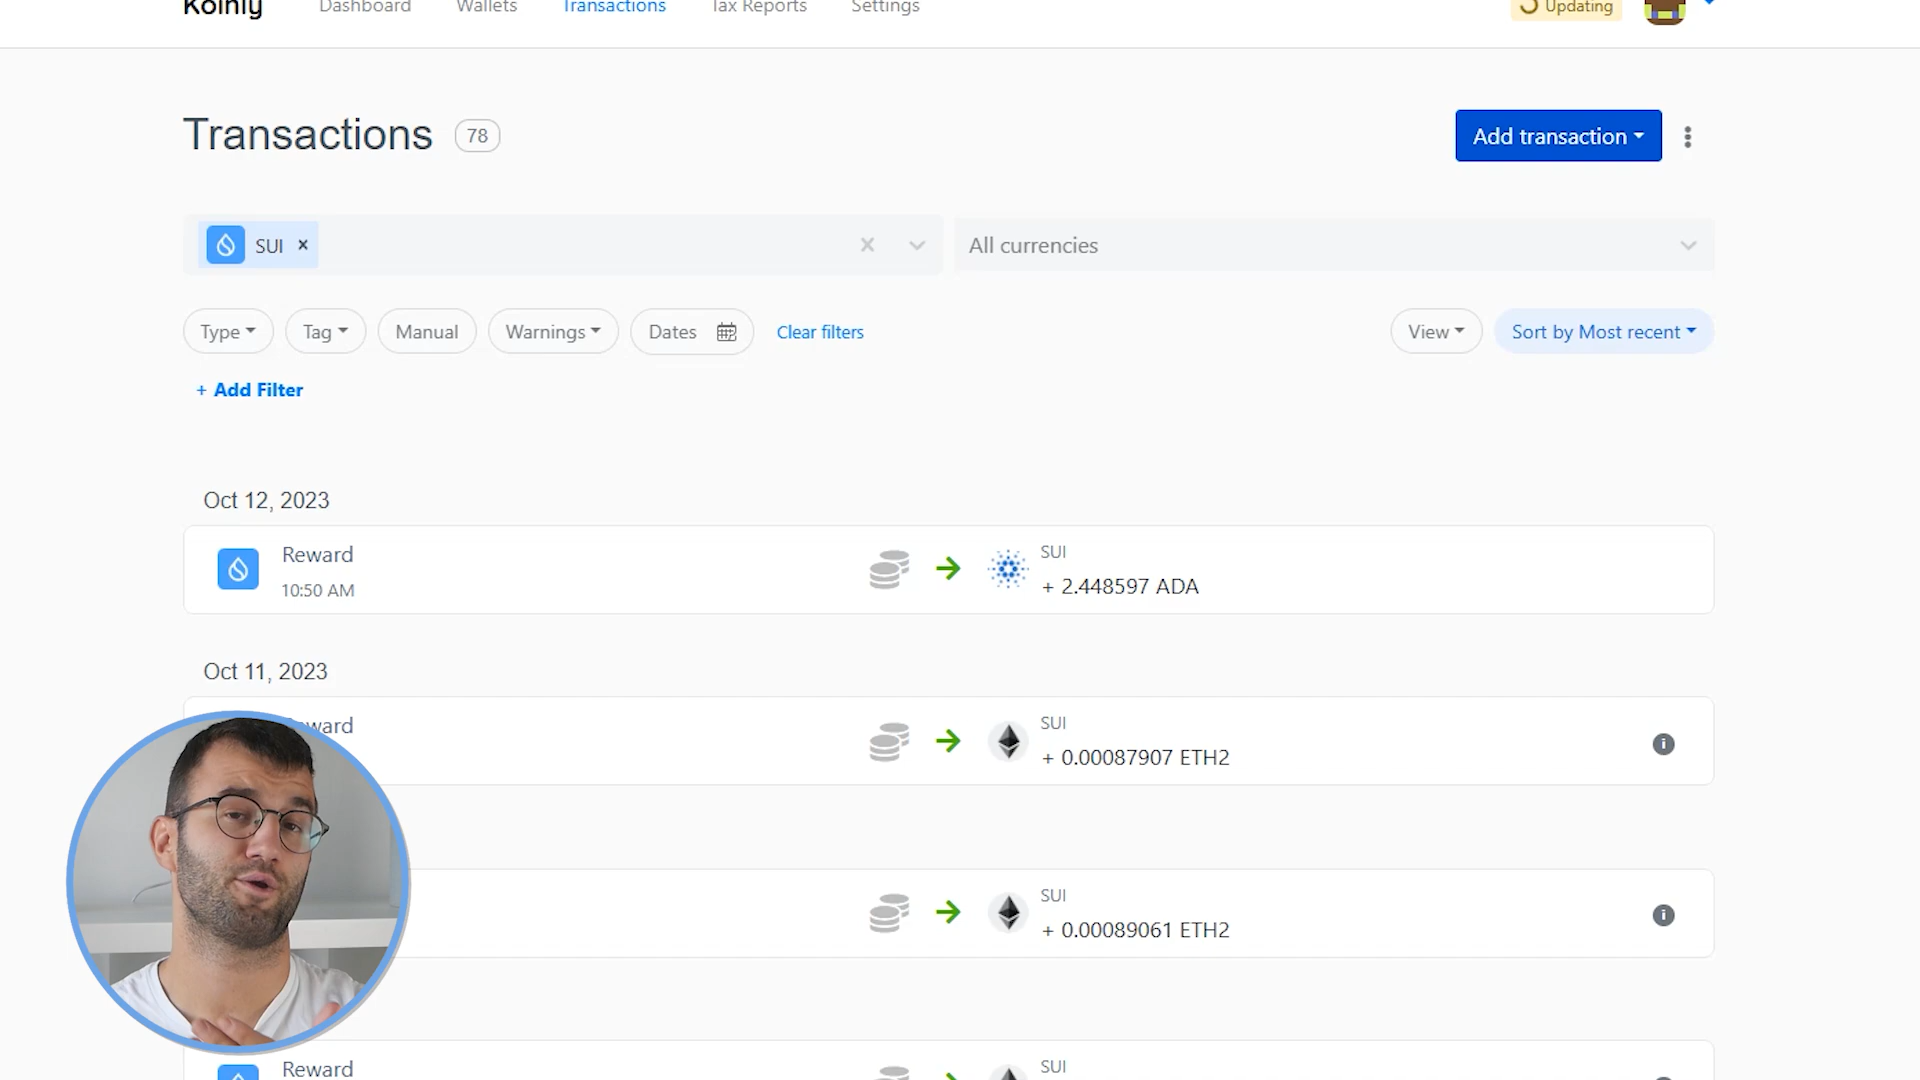 Koinly Dashboard Wallets Transactions Tax Reports Settings Updating
Transactions 78 Add transaction
SUI × All currencies
Type Tag Manual Warnings Dates Clear filters View Sort by Most recent
+ Add Filter
Oct 12, 2023
Reward SUI
10:50 AM + 2.448597 ADA
Oct 11, 2023
SUI
+ 0.00087907 ETH2
SUI
+ 0.00089061 ETH2
Reward SUI